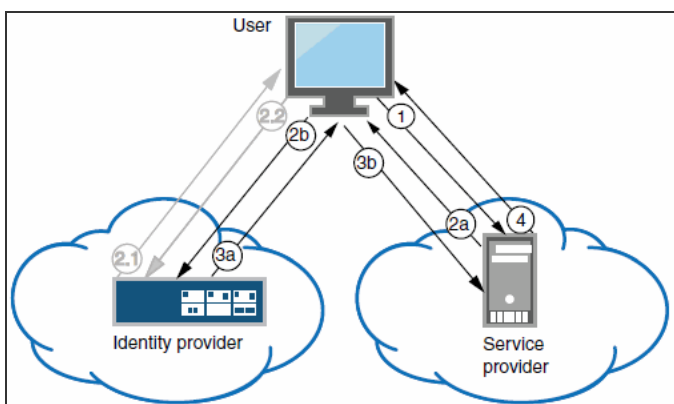 User
2.2
1
2b
3b
2a
4
2.1
3a
Identity provider
Service
provider